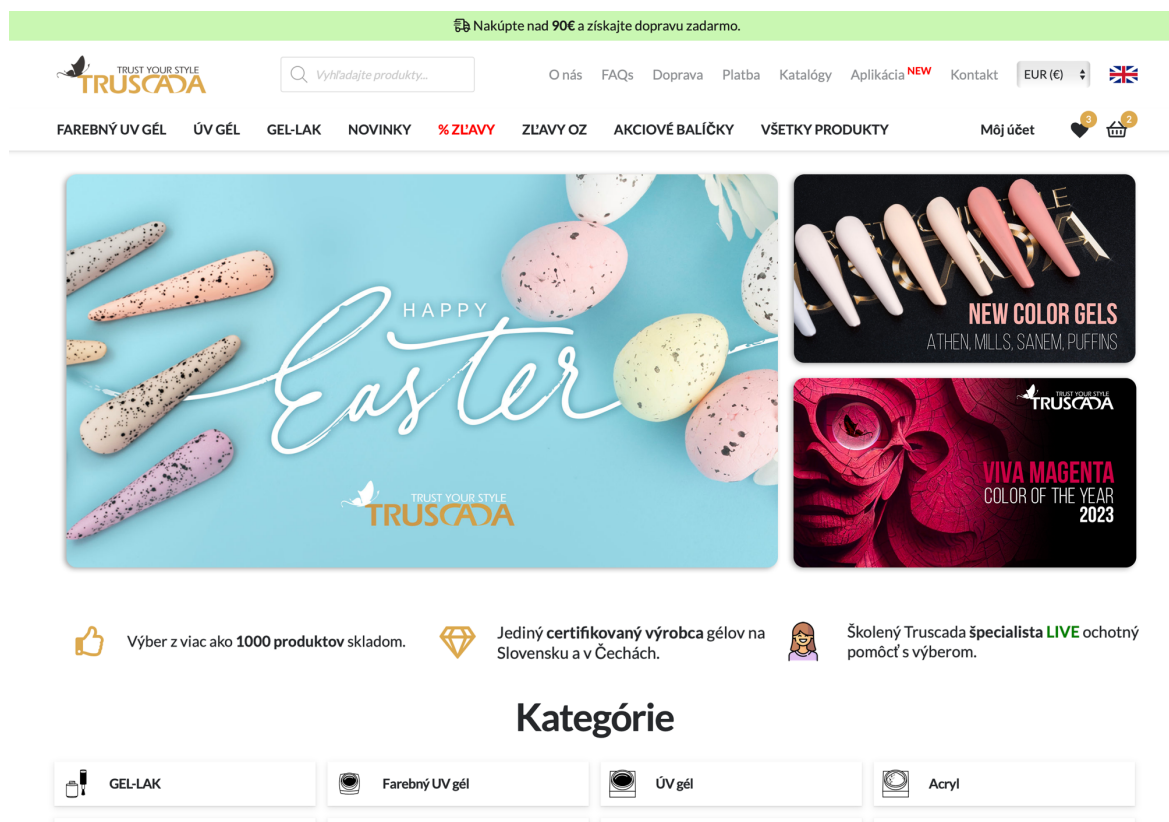 Nakúpte nad 90€ a získajte dopravu zadarmo.
TRUST YOUR STYLE
TRUSCADA
Vyhľadajte produkty...
O nás FAQs Doprava Platba Katalógy Aplikácia NEW Kontakt EUR (€)
FAREBNÝ UV GÉL ÚV GÉL GEL-LAK NOVINKY % ZĽAVY ZĽAVY OZ AKCIOVÉ BALÍČKY VŠETKY PRODUKTY Môj účet 3 2
HAPPY
Easter
TRUST YOUR STYLE
TRUSCADA
NEW COLOR GELS
ATHEN, MILLS, SANEM, PUFFINS
TRUST YOUR STYLE
TRUSCADA
VIVA MAGENTA
COLOR OF THE YEAR
2023
Výber z viac ako 1000 produktov skladom.
Jediný certifikovaný výrobca gélov na
Slovensku a v Čechách.
Školený Truscada špecialista LIVE ochotný
pomôcť s výberom.
Kategórie
GEL-LAK
Farebný UV gél
ÚV gél
Acryl